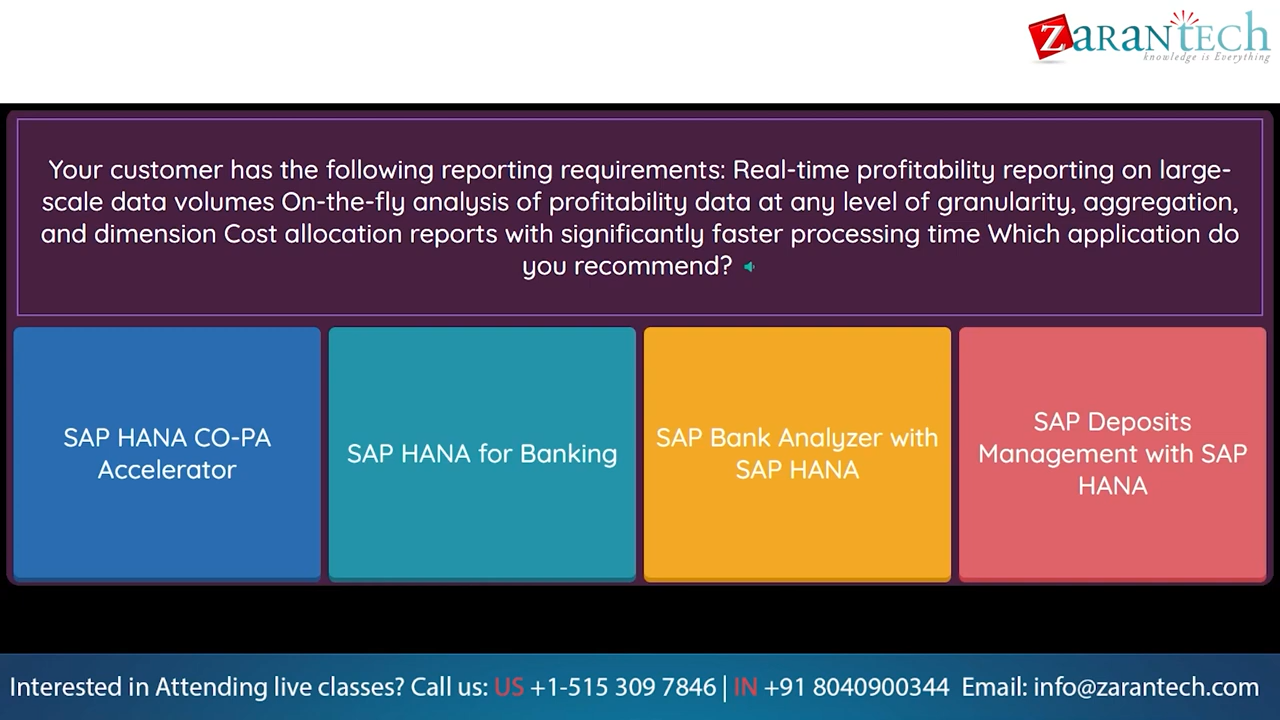 ZARANTECH
knowledge is Everything
Your customer has the following reporting requirements: Real-time profitability reporting on large-
scale data volumes On-the-fly analysis of profitability data at any level of granularity, aggregation,
and dimension Cost allocation reports with significantly faster processing time Which application do
you recommend?
SAP HANA CO-PA
Accelerator
SAP HANA for Banking
SAP Bank Analyzer with
SAP HANA
SAP Deposits
Management with SAP
HANA
Interested in Attending live classes? Call us: US +1-515 309 7846 | IN +91 8040900344 Email: info@zarantech.com